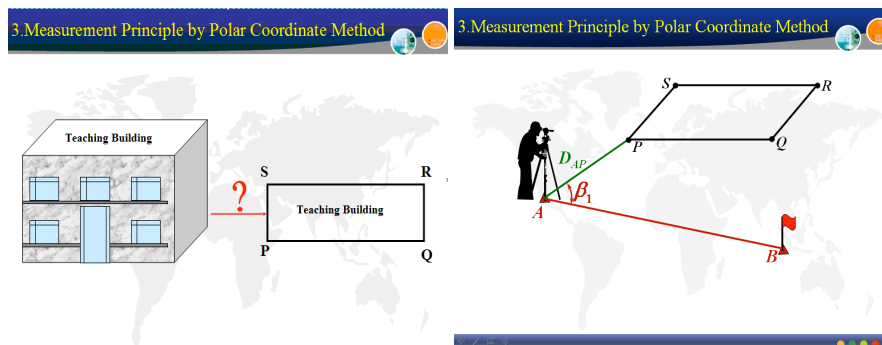 3.Measurement Principle by Polar Coordinate Method
Teaching Building
?
S
R
Teaching Building
P
Q
3.Measurement Principle by Polar Coordinate Method
S
R
P
Q
D_AP
β₁
A
B